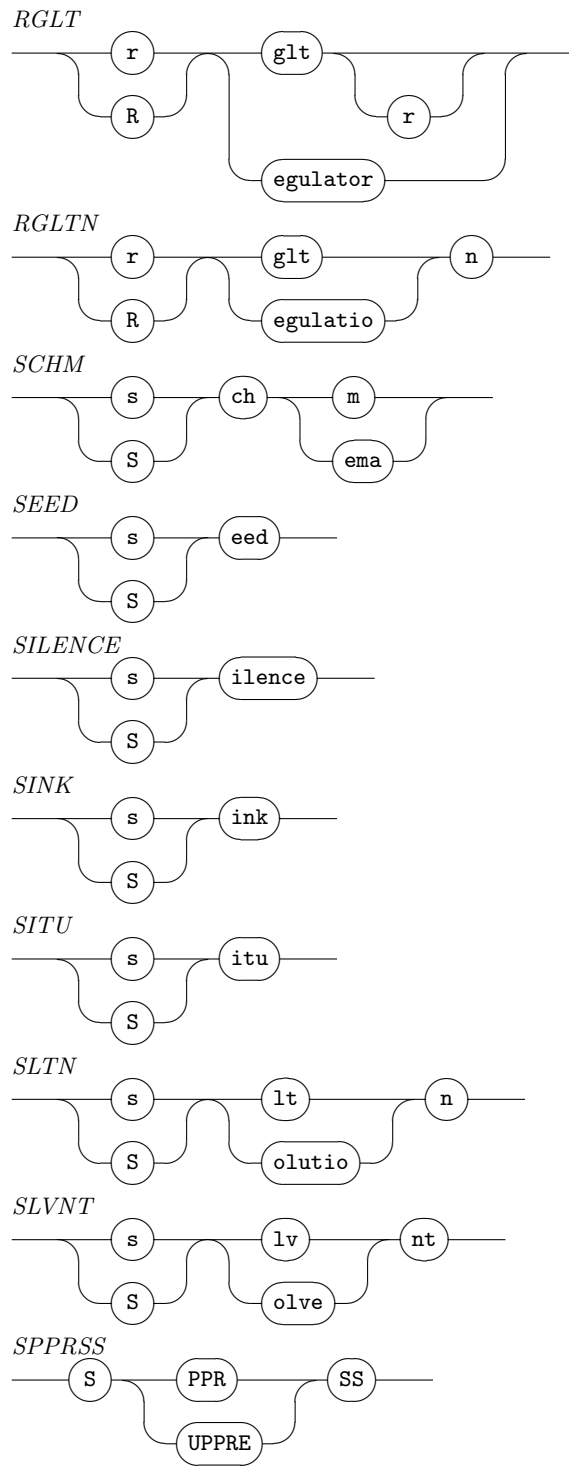 RGLT
r glt
R r
egulator
RGLTN
r glt n
R egulatio
SCHM
s ch m
S ema
SEED
s eed
S
SILENCE
s ilence
S
SINK
s ink
S
SITU
s itu
S
SLTN
s lt n
S olutio
SLVNT
s lv nt
S olve
SPPRSS
S PPR SS
UPPRE